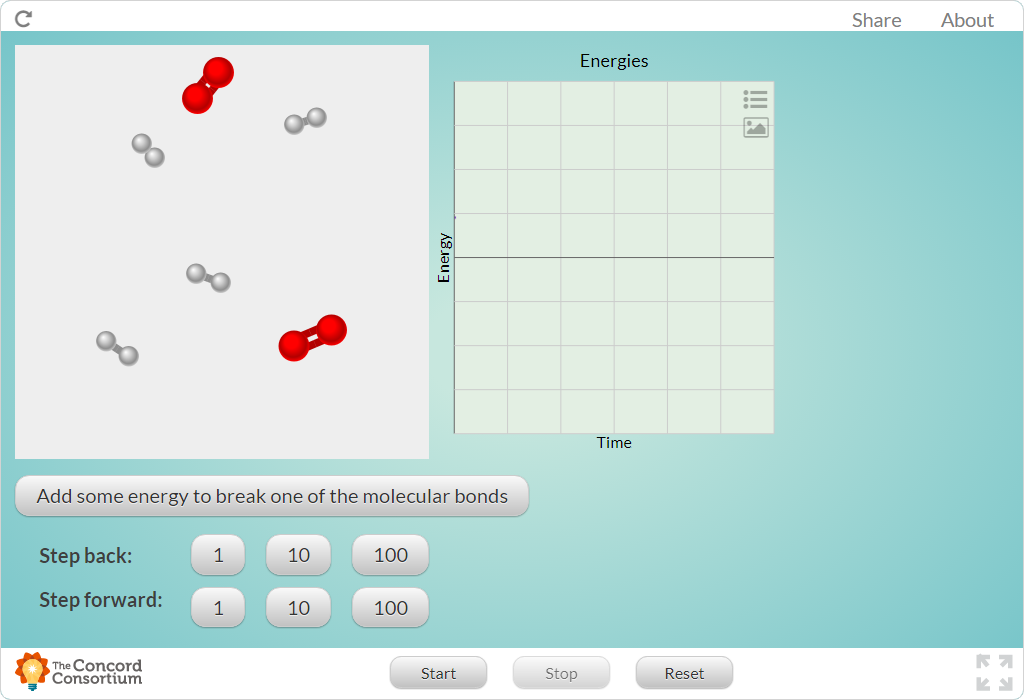 Share About
Energies
Energy
Time
Add some energy to break one of the molecular bonds
Step back: 1 10 100
Step forward: 1 10 100
The Concord
Consortium
Start Stop Reset